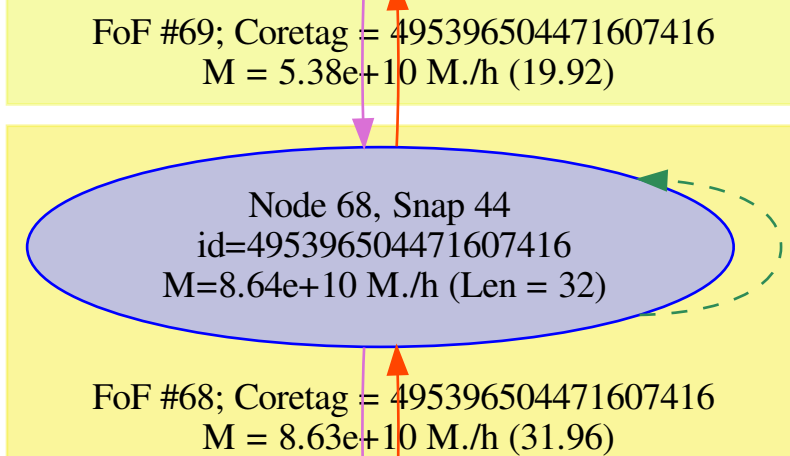 FoF #69; Coretag = 495396504471607416
M = 5.38e+10 M./h (19.92)
Node 68, Snap 44
id=495396504471607416
M=8.64e+10 M./h (Len = 32)
FoF #68; Coretag = 495396504471607416
M = 8.63e+10 M./h (31.96)